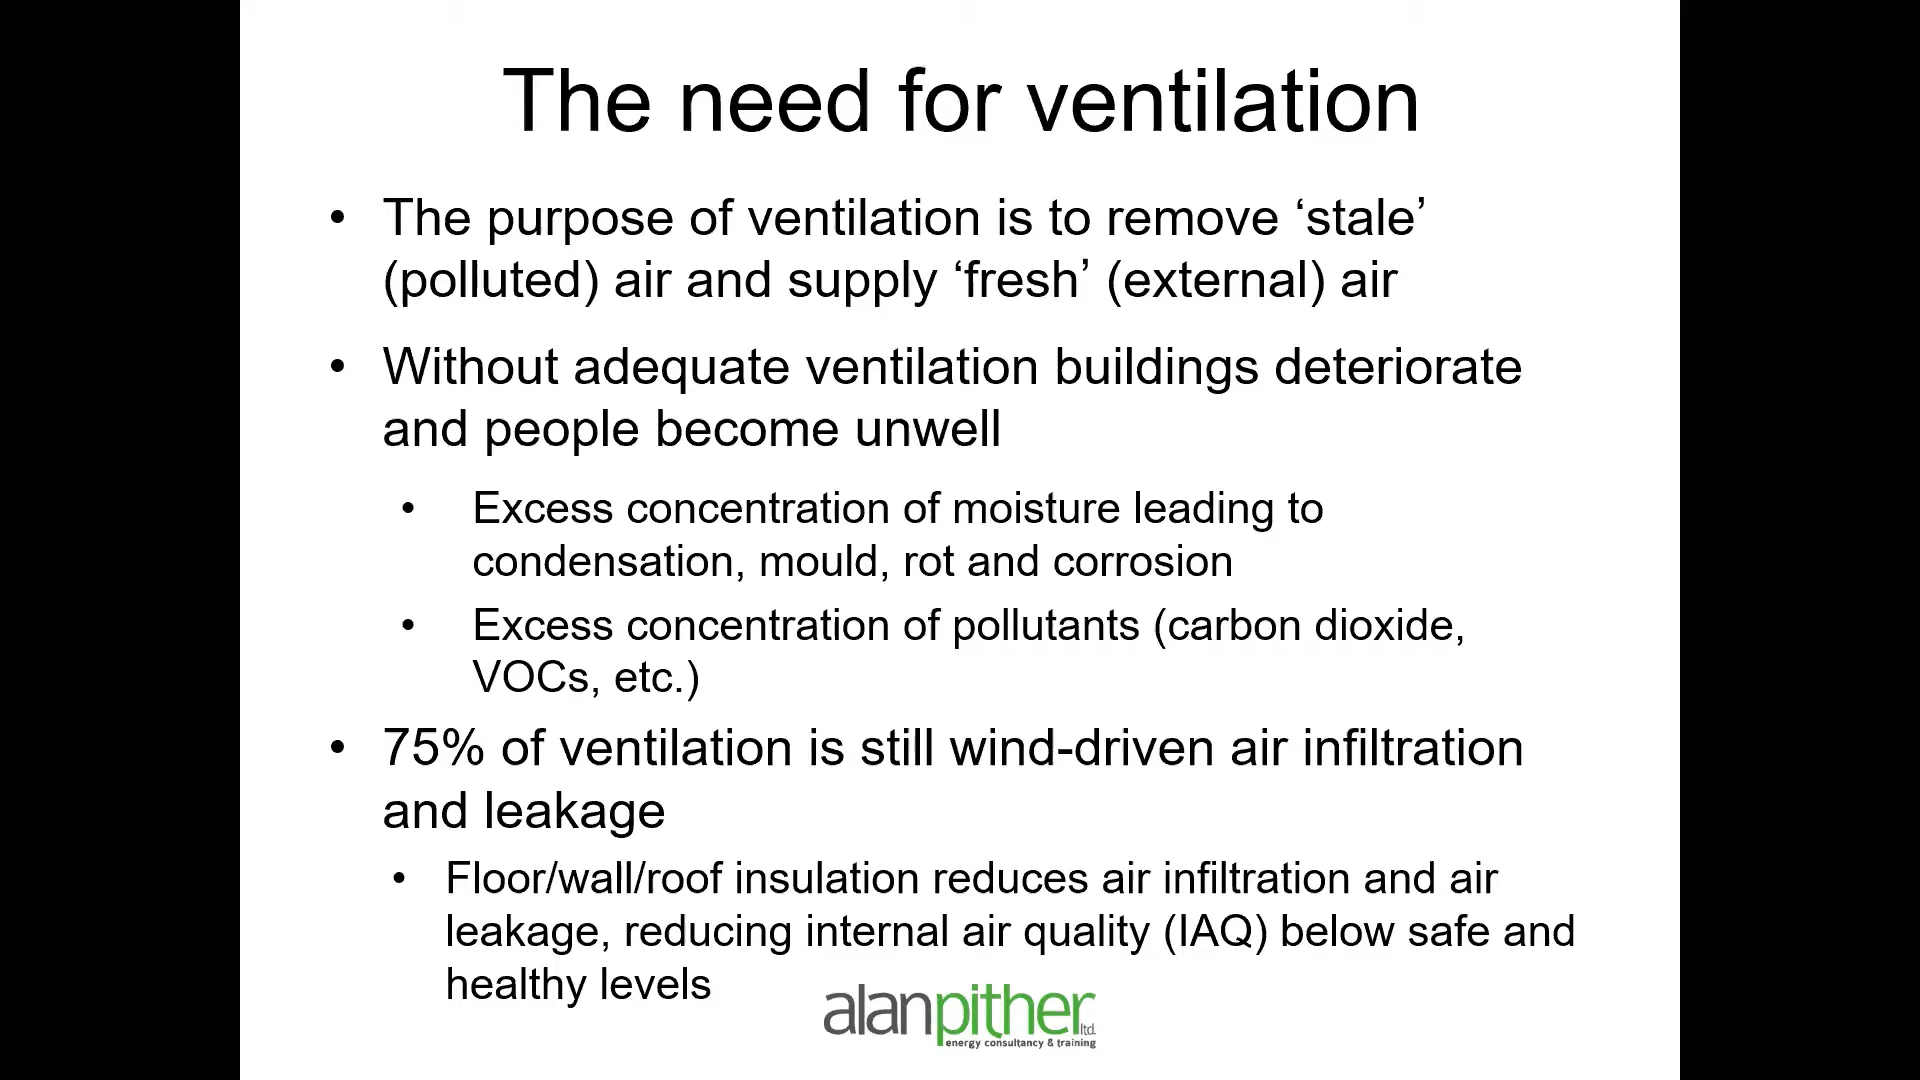 The need for ventilation
• The purpose of ventilation is to remove ‘stale’
(polluted) air and supply ‘fresh’ (external) air
• Without adequate ventilation buildings deteriorate
and people become unwell
• Excess concentration of moisture leading to
condensation, mould, rot and corrosion
• Excess concentration of pollutants (carbon dioxide,
VOCs, etc.)
• 75% of ventilation is still wind-driven air infiltration
and leakage
• Floor/wall/roof insulation reduces air infiltration and air
leakage, reducing internal air quality (IAQ) below safe and
healthy levels
alanpither ltd.
energy consultancy & training